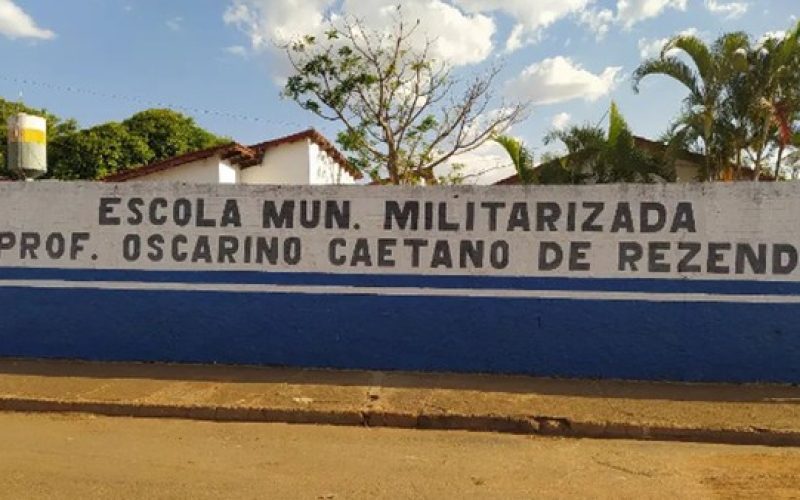 ESCOLA MUN. MILITARIZADA
PROF. OSCARINO CAETANO DE REZEND